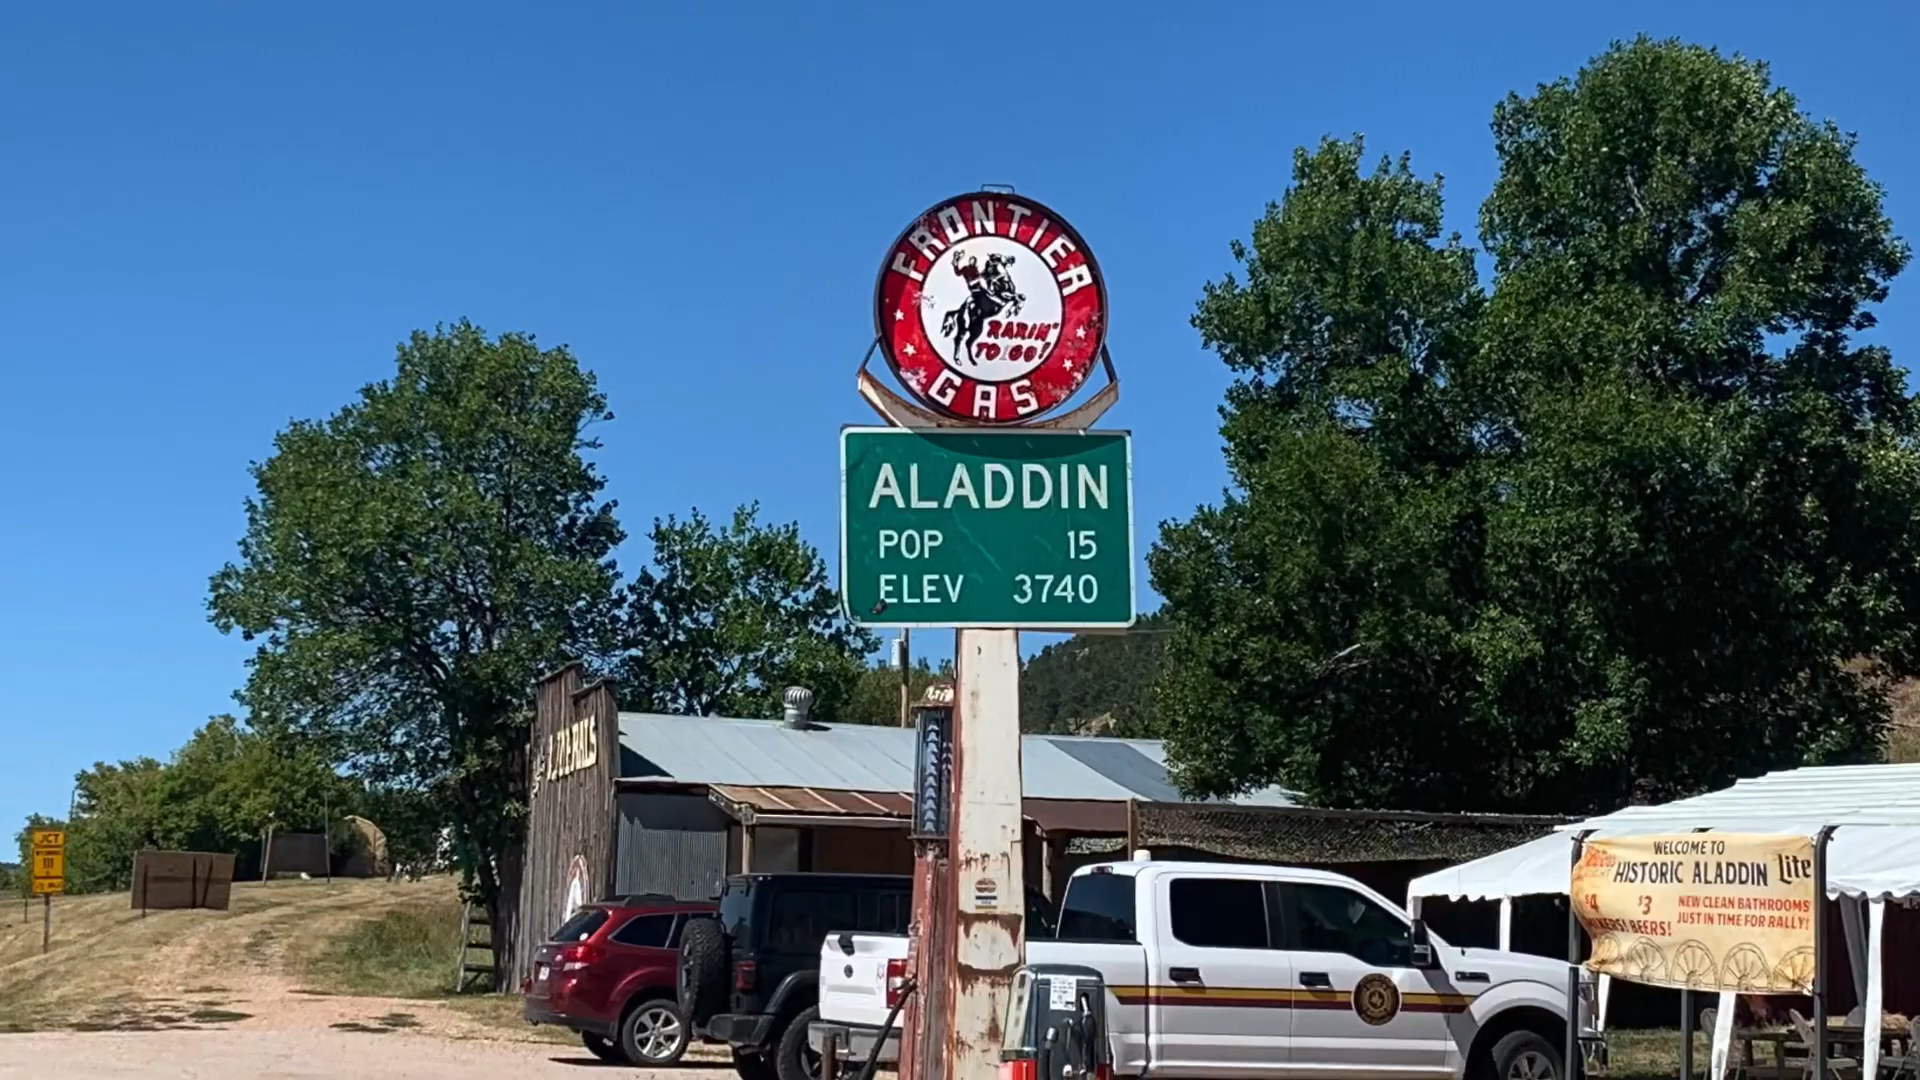 FRONTIER
RARIN'
TO GO!
GAS
ALADDIN
POP 15
ELEV 3740
JCT
111
WELCOME TO
HISTORIC ALADDIN Lite
$3
BEERS!
NEW CLEAN BATHROOMS
JUST IN TIME FOR RALLY!